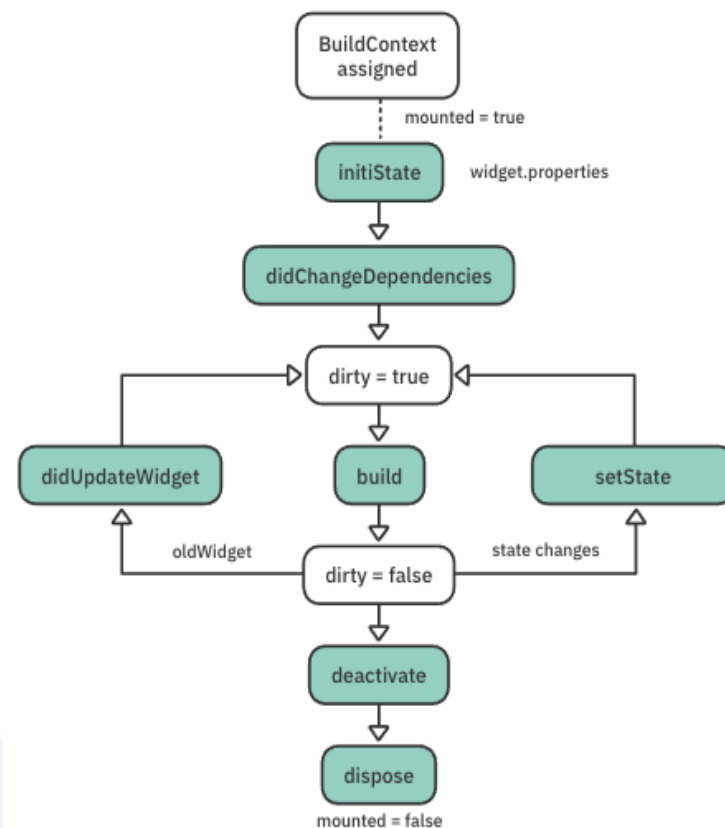 BuildContext
assigned
mounted = true
initiState
widget.properties
didChangeDependencies
dirty = true
didUpdateWidget
build
setState
oldWidget
state changes
dirty = false
deactivate
dispose
mounted = false